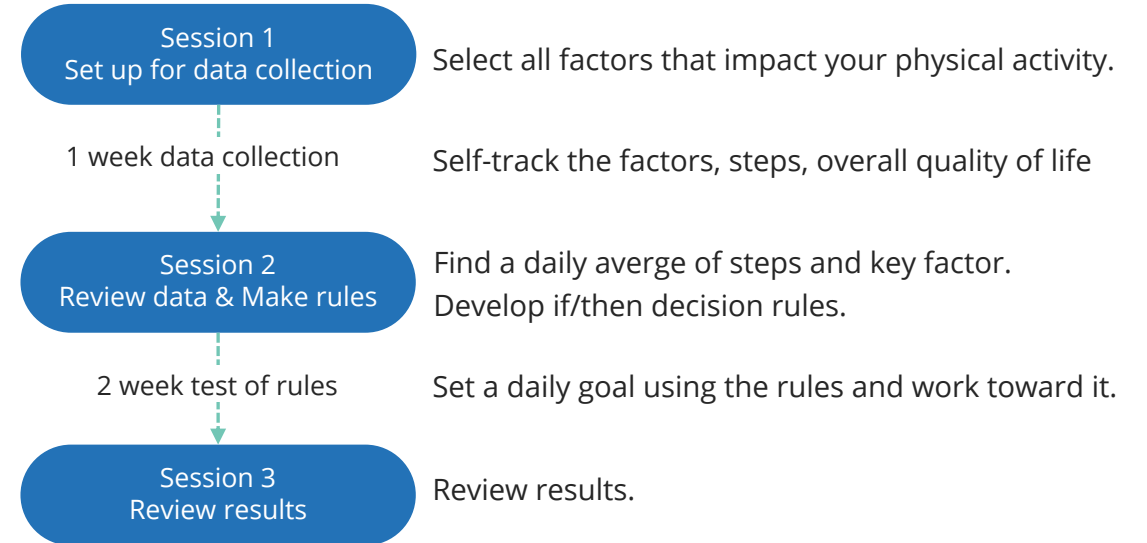 Session 1
Set up for data collection
Select all factors that impact your physical activity.
1 week data collection
Self-track the factors, steps, overall quality of life
Session 2
Review data & Make rules
Find a daily averge of steps and key factor.
Develop if/then decision rules.
2 week test of rules
Set a daily goal using the rules and work toward it.
Session 3
Review results
Review results.